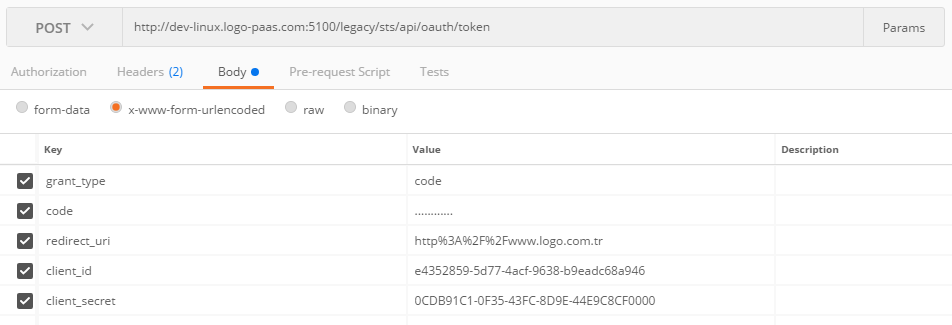 POST http://dev-linux.logo-paas.com:5100/legacy/sts/api/oauth/token Params
Authorization Headers (2) Body Pre-request Script Tests
form-data x-www-form-urlencoded raw binary
Key Value Description
grant_type code
code ............
redirect_uri http%3A%2F%2Fwww.logo.com.tr
client_id e4352859-5d77-4acf-9638-b9eadc68a946
client_secret 0CDB91C1-0F35-43FC-8D9E-44E9C8CF0000